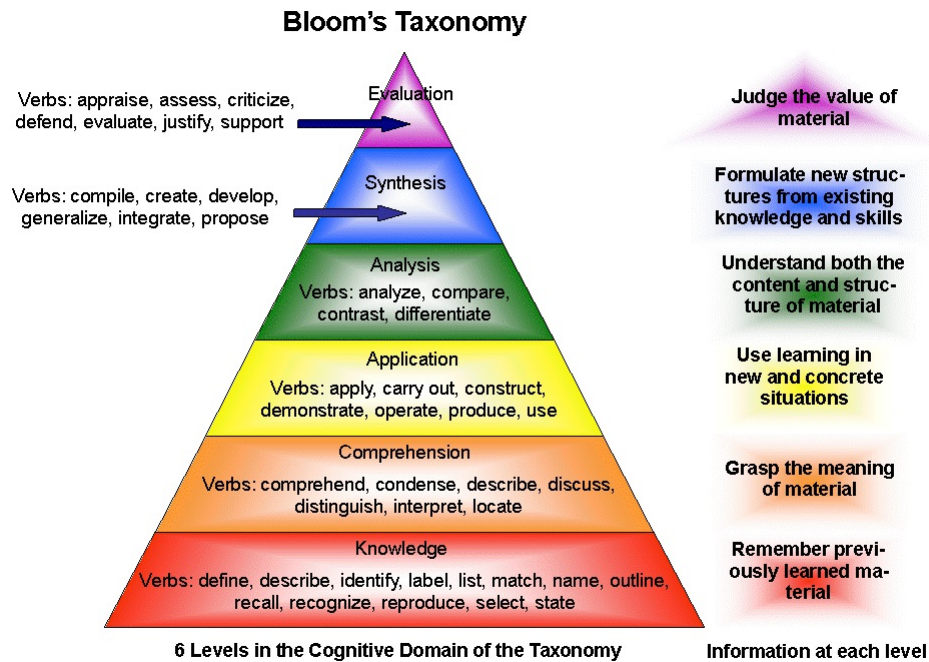 Bloom's Taxonomy
Evaluation
Verbs: appraise, assess, criticize,
defend, evaluate, justify, support
Judge the value of
material
Synthesis
Verbs: compile, create, develop,
generalize, integrate, propose
Formulate new struc-
tures from existing
knowledge and skills
Analysis
Verbs: analyze, compare,
contrast, differentiate
Understand both the
content and struc-
ture of material
Application
Verbs: apply, carry out, construct,
demonstrate, operate, produce, use
Use learning in
new and concrete
situations
Comprehension
Verbs: comprehend, condense, describe, discuss,
distinguish, interpret, locate
Grasp the meaning
of material
Knowledge
Verbs: define, describe, identify, label, list, match, name, outline,
recall, recognize, reproduce, select, state
Remember previ-
ously learned ma-
terial
6 Levels in the Cognitive Domain of the Taxonomy
Information at each level